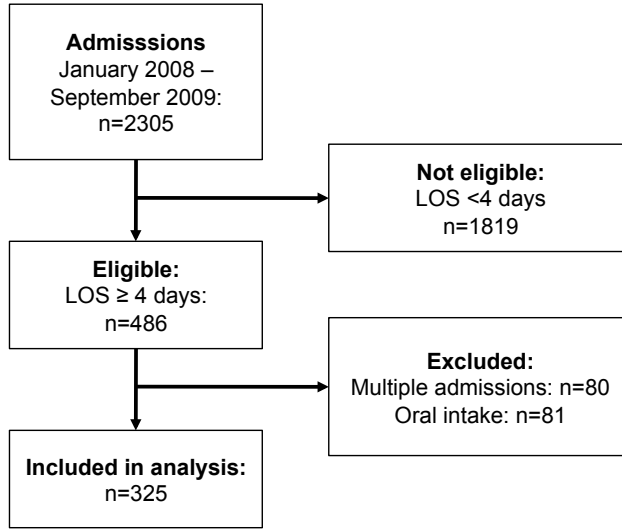 Admisssions
January 2008 –
September 2009:
n=2305
Not eligible:
LOS <4 days
n=1819
Eligible:
LOS ≥ 4 days:
n=486
Excluded:
Multiple admissions: n=80
Oral intake: n=81
Included in analysis:
n=325